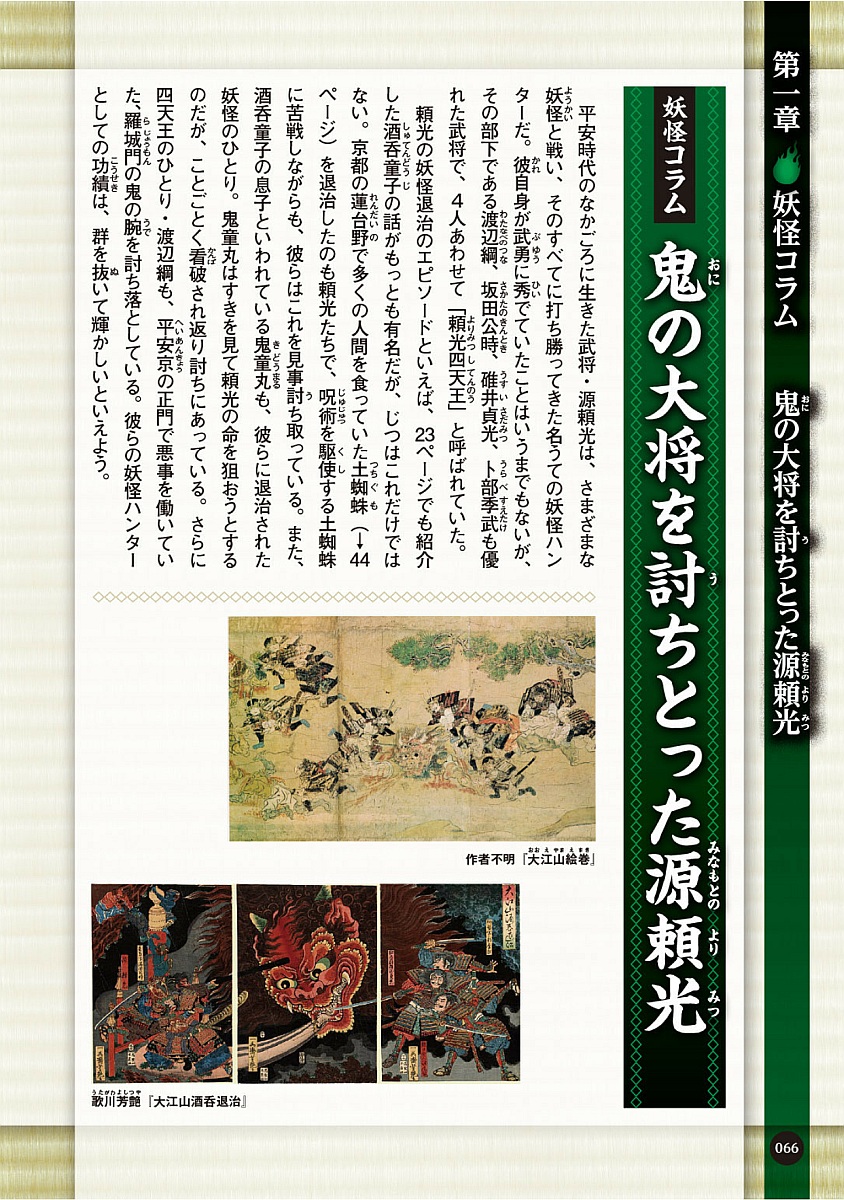 第一章 妖怪コラム 鬼の大将を討ちとった源頼光
妖怪コラム 鬼の大将を討ちとった源頼光
平安時代のなかごろに生きた武将・源頼光は、さまざまな
妖怪と戦い、そのすべてに打ち勝ってきた名うての妖怪ハン
ターだ。彼自身が武勇に秀でていたことはいうまでもないが、
その部下である渡辺綱、坂田公時、碓井貞光、卜部季武も優
れた武将で、4人あわせて「頼光四天王」と呼ばれていた。
頼光の妖怪退治のエピソードといえば、23ページでも紹介
した酒呑童子の話がもっとも有名だが、じつはこれだけでは
ない。京都の蓮台野で多くの人間を食っていた土蜘蛛（→44
ページ）を退治したのも頼光たちで、呪術を駆使する土蜘蛛
に苦戦しながらも、彼らはこれを見事討ち取っている。また、
酒呑童子の息子といわれている鬼童丸も、彼らに退治された
妖怪のひとり。鬼童丸はすきを見て頼光の命を狙おうとする
のだが、ことごとく看破され返り討ちにあっている。さらに
四天王のひとり・渡辺綱も、平安京の正門で悪事を働いてい
た、羅城門の鬼の腕を討ち落としている。彼らの妖怪ハンター
としての功績は、群を抜いて輝かしいといえよう。
作者不明『大江山絵巻』
歌川芳艶『大江山酒呑退治』
066